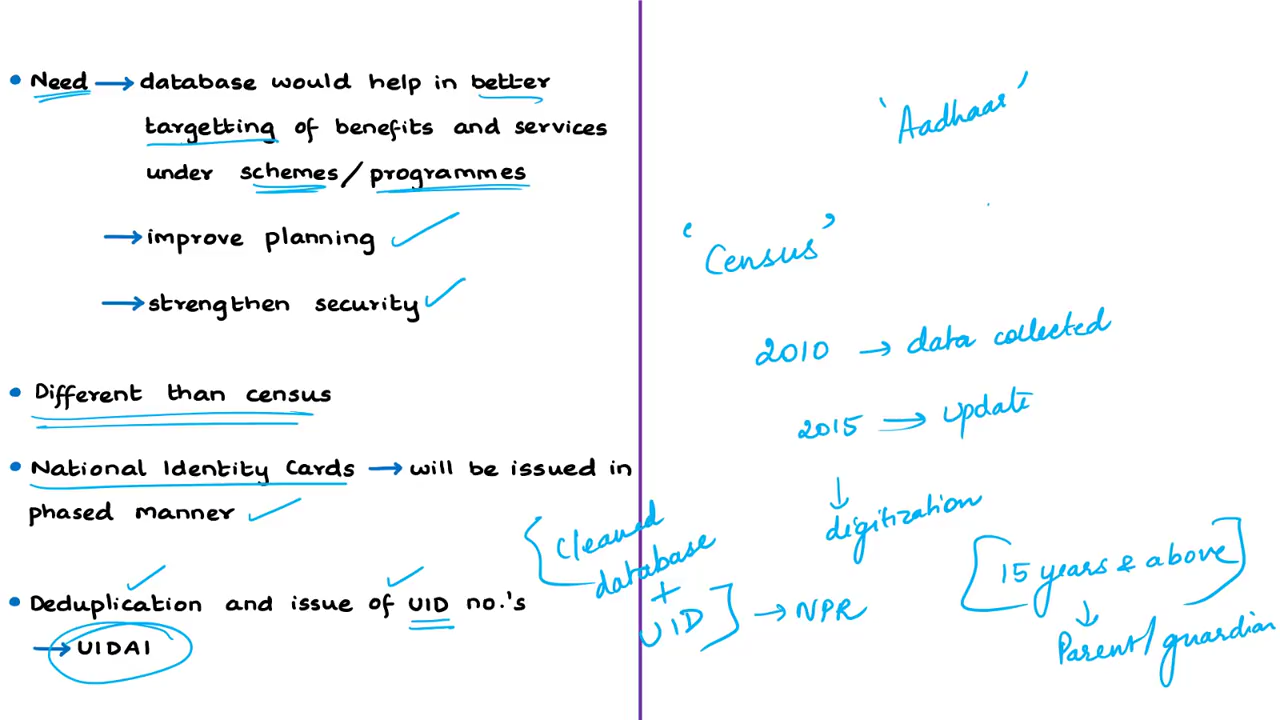 • Need → database would help in better
targetting of benefits and services
under schemes/programmes
→ improve planning
→ strengthen security
• Different than census
• National Identity Cards → will be issued in
phased manner
• Deduplication and issue of UID no.'s
→ UIDAI
'Aadhaar'
'Census'
2010 → data collected
2015 → update
↓
digitization
{cleaned
database
+
UID] → NPR
[15 years & above]
↓
Parent/guardian